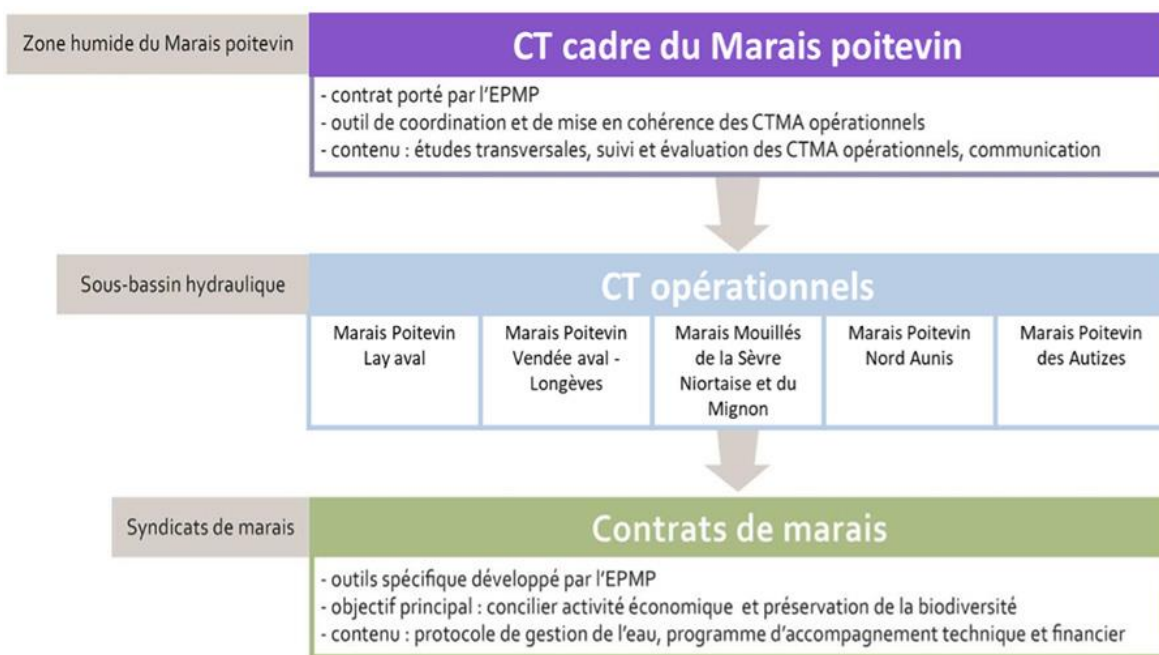 Zone humide du Marais poitevin
CT cadre du Marais poitevin
- contrat porté par l'EPMP
- outil de coordination et de mise en cohérence des CTMA opérationnels
- contenu : études transversales, suivi et évaluation des CTMA opérationnels, communication
Sous-bassin hydraulique
CT opérationnels
Marais Poitevin
Lay aval
Marais Poitevin
Vendée aval -
Longèves
Marais Mouillés
de la Sèvre
Niortaise et du
Mignon
Marais Poitevin
Nord Aunis
Marais Poitevin
des Autizes
Syndicats de marais
Contrats de marais
- outils spécifique développé par l'EPMP
- objectif principal : concilier activité économique et préservation de la biodiversité
- contenu : protocole de gestion de l'eau, programme d'accompagnement technique et financier